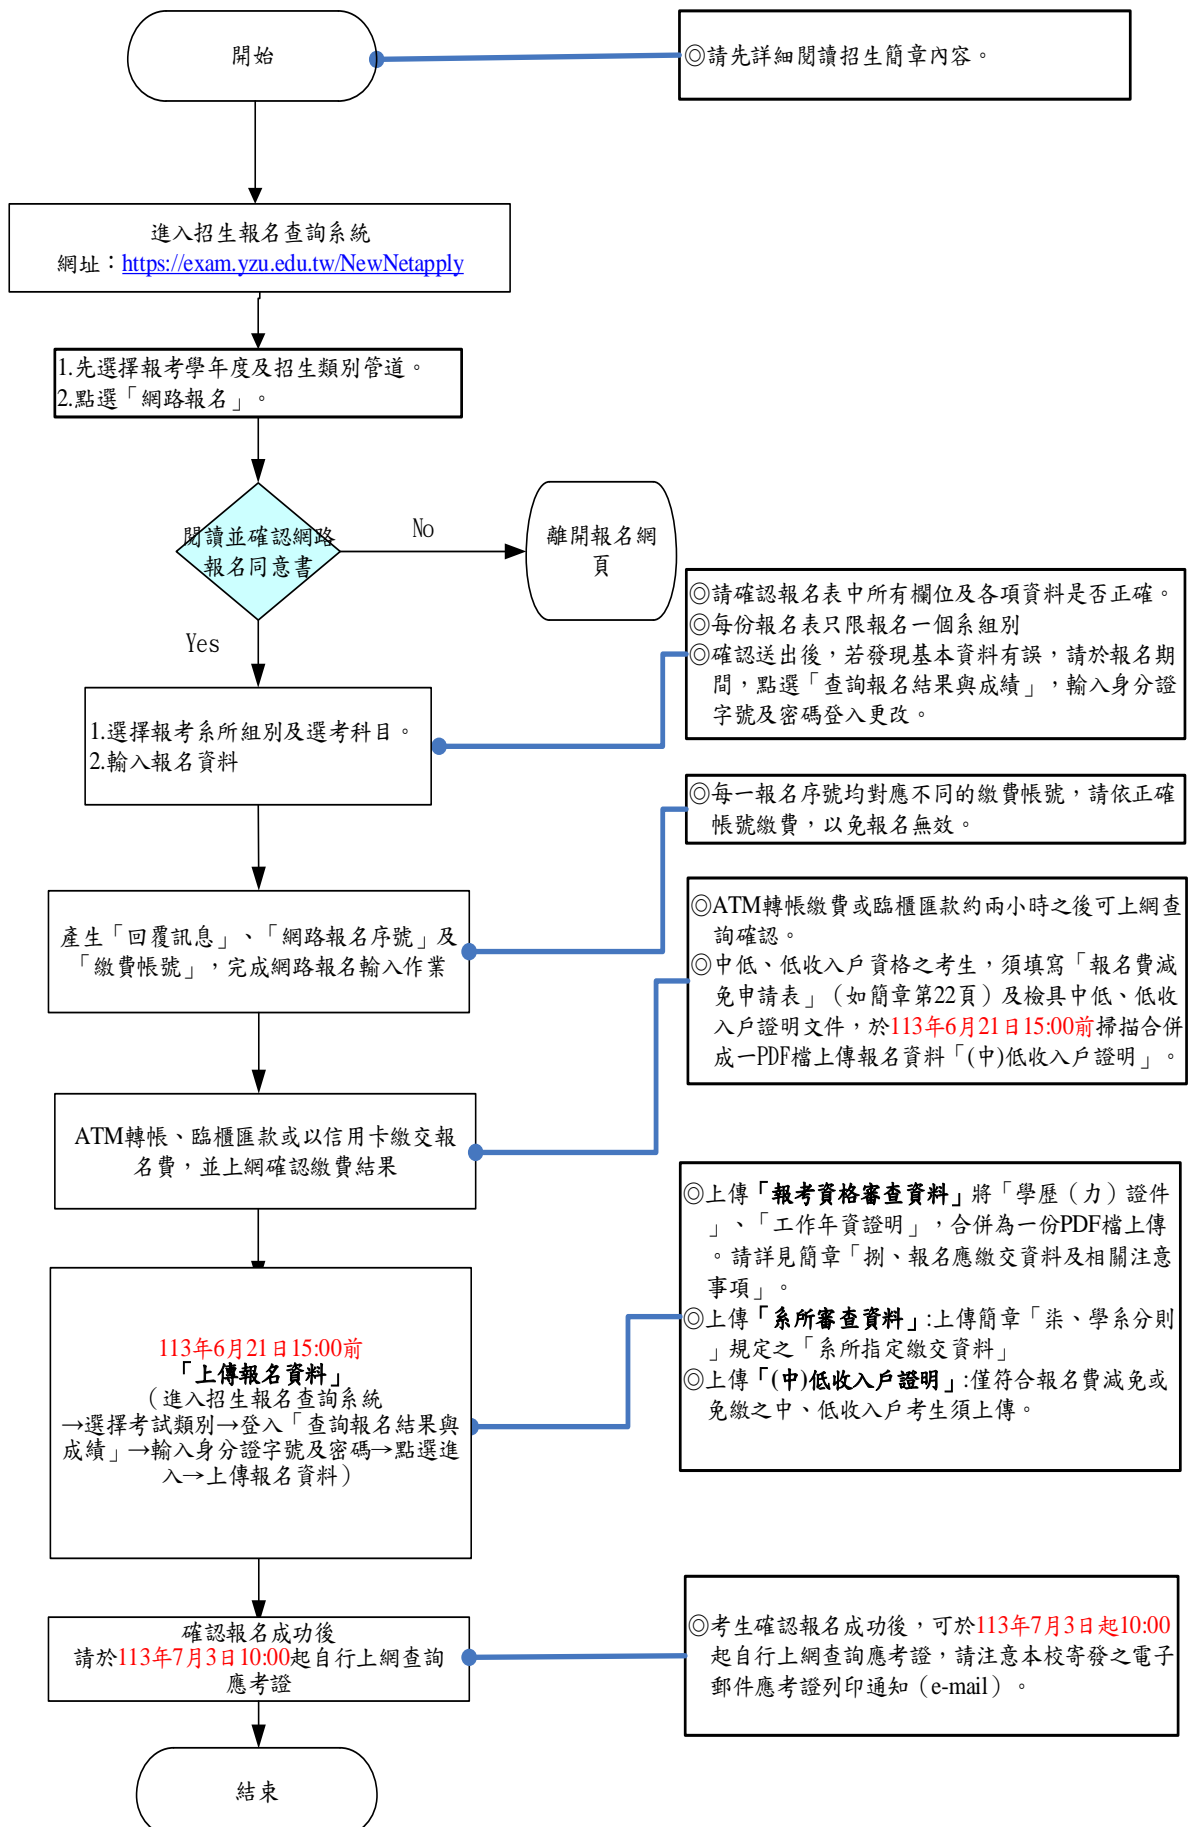 開始
◎請先詳細閱讀招生簡章內容。
進入招生報名查詢系統
網址：https://exam.yzu.edu.tw/NewNetapply
1.先選擇報考學年度及招生類別管道。
2.點選「網路報名」。
閱讀並確認網路
報名同意書
No
離開報名網
頁
Yes
◎請確認報名表中所有欄位及各項資料是否正確。
◎每份報名表只限報名一個系組別
◎確認送出後，若發現基本資料有誤，請於報名期
間，點選「查詢報名結果與成績」，輸入身分證
字號及密碼登入更改。
1.選擇報考系所組別及選考科目。
2.輸入報名資料
◎每一報名序號均對應不同的繳費帳號，請依正確
帳號繳費，以免報名無效。
產生「回覆訊息」、「網路報名序號」及
「繳費帳號」，完成網路報名輸入作業
◎ATM轉帳繳費或臨櫃匯款約兩小時之後可上網查
詢確認。
◎中低、低收入戶資格之考生，須填寫「報名費減
免申請表」（如簡章第22頁）及檢具中低、低收
入戶證明文件，於113年6月21日15:00前掃描合併
成一PDF檔上傳報名資料「(中)低收入戶證明」。
ATM轉帳、臨櫃匯款或以信用卡繳交報
名費，並上網確認繳費結果
◎上傳「報考資格審查資料」將「學歷（力）證件
」、「工作年資證明」，合併為一份PDF檔上傳
。請詳見簡章「捌、報名應繳交資料及相關注意
事項」。
◎上傳「系所審查資料」:上傳簡章「柒、學系分則
」規定之「系所指定繳交資料」
◎上傳「(中)低收入戶證明」:僅符合報名費減免或
免繳之中、低收入戶考生須上傳。
113年6月21日15:00前
「上傳報名資料」
（進入招生報名查詢系統
→選擇考試類別→登入「查詢報名結果與
成績」→輸入身分證字號及密碼→點選進
入→上傳報名資料）
確認報名成功後
請於113年7月3日10:00起自行上網查詢
應考證
◎考生確認報名成功後，可於113年7月3日起10:00
起自行上網查詢應考證，請注意本校寄發之電子
郵件應考證列印通知（e-mail）。
結束